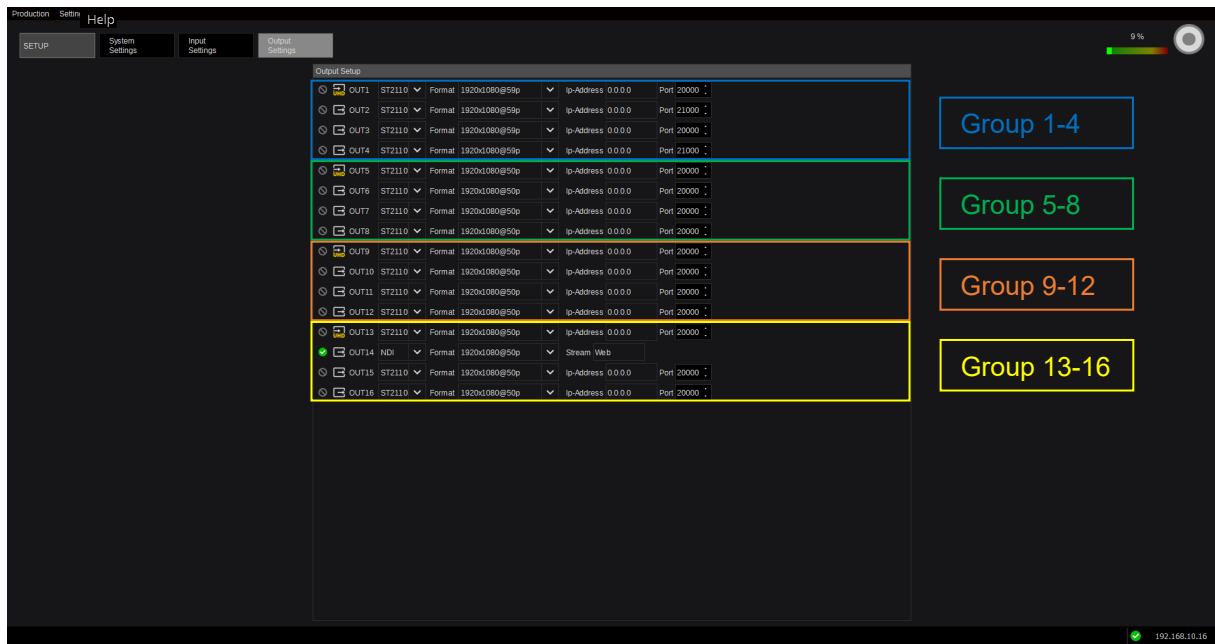 Production Settin Help
SETUP
System Settings
Input Settings
Output Settings
9 %
Output Setup
UHD OUT1 ST2110 Format 1920x1080@59p Ip-Address 0.0.0.0 Port 20000
OUT2 ST2110 Format 1920x1080@59p Ip-Address 0.0.0.0 Port 21000
OUT3 ST2110 Format 1920x1080@59p Ip-Address 0.0.0.0 Port 20000
OUT4 ST2110 Format 1920x1080@59p Ip-Address 0.0.0.0 Port 21000
Group 1-4
UHD OUT5 ST2110 Format 1920x1080@50p Ip-Address 0.0.0.0 Port 20000
OUT6 ST2110 Format 1920x1080@50p Ip-Address 0.0.0.0 Port 20000
OUT7 ST2110 Format 1920x1080@50p Ip-Address 0.0.0.0 Port 20000
OUT8 ST2110 Format 1920x1080@50p Ip-Address 0.0.0.0 Port 20000
Group 5-8
UHD OUT9 ST2110 Format 1920x1080@50p Ip-Address 0.0.0.0 Port 20000
OUT10 ST2110 Format 1920x1080@50p Ip-Address 0.0.0.0 Port 20000
OUT11 ST2110 Format 1920x1080@50p Ip-Address 0.0.0.0 Port 20000
OUT12 ST2110 Format 1920x1080@50p Ip-Address 0.0.0.0 Port 20000
Group 9-12
UHD OUT13 ST2110 Format 1920x1080@50p Ip-Address 0.0.0.0 Port 20000
OUT14 NDI Format 1920x1080@50p Stream Web
OUT15 ST2110 Format 1920x1080@50p Ip-Address 0.0.0.0 Port 20000
OUT16 ST2110 Format 1920x1080@50p Ip-Address 0.0.0.0 Port 20000
Group 13-16
192.168.10.16